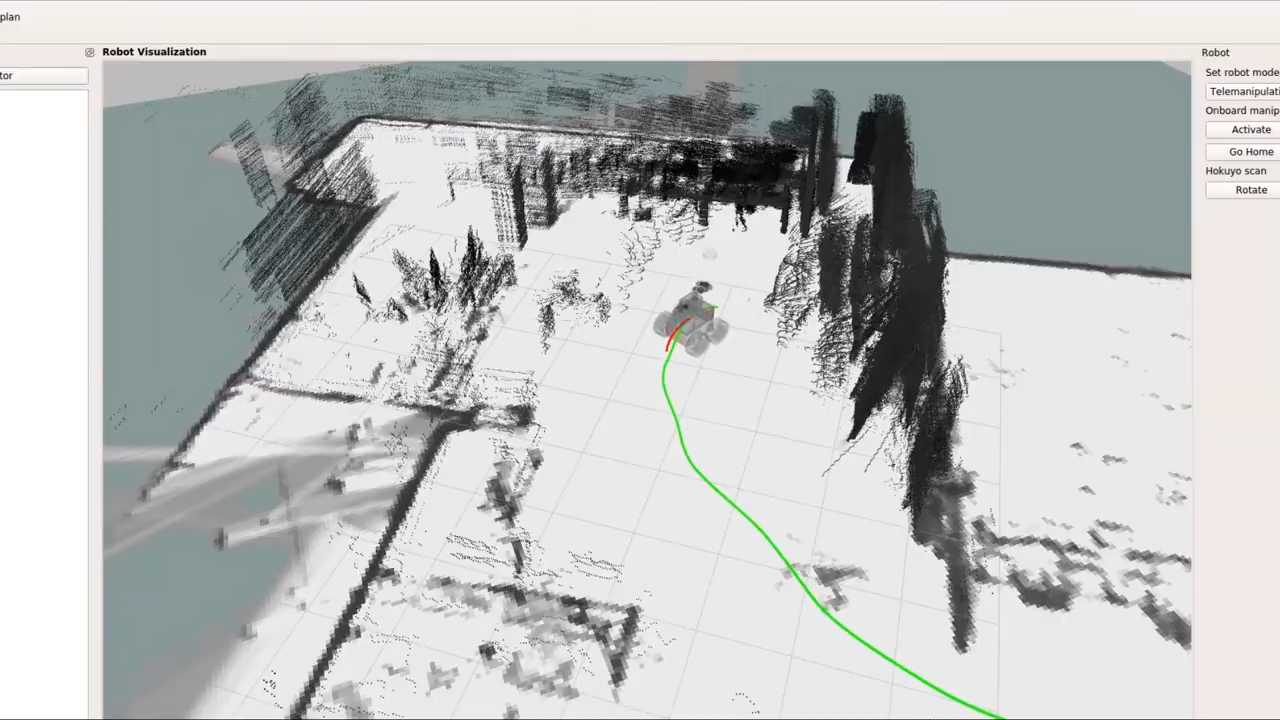 plan
tor
Robot Visualization
Robot
Set robot mode
Telemanipulati
Onboard manip
Activate
Go Home
Hokuyo scan
Rotate